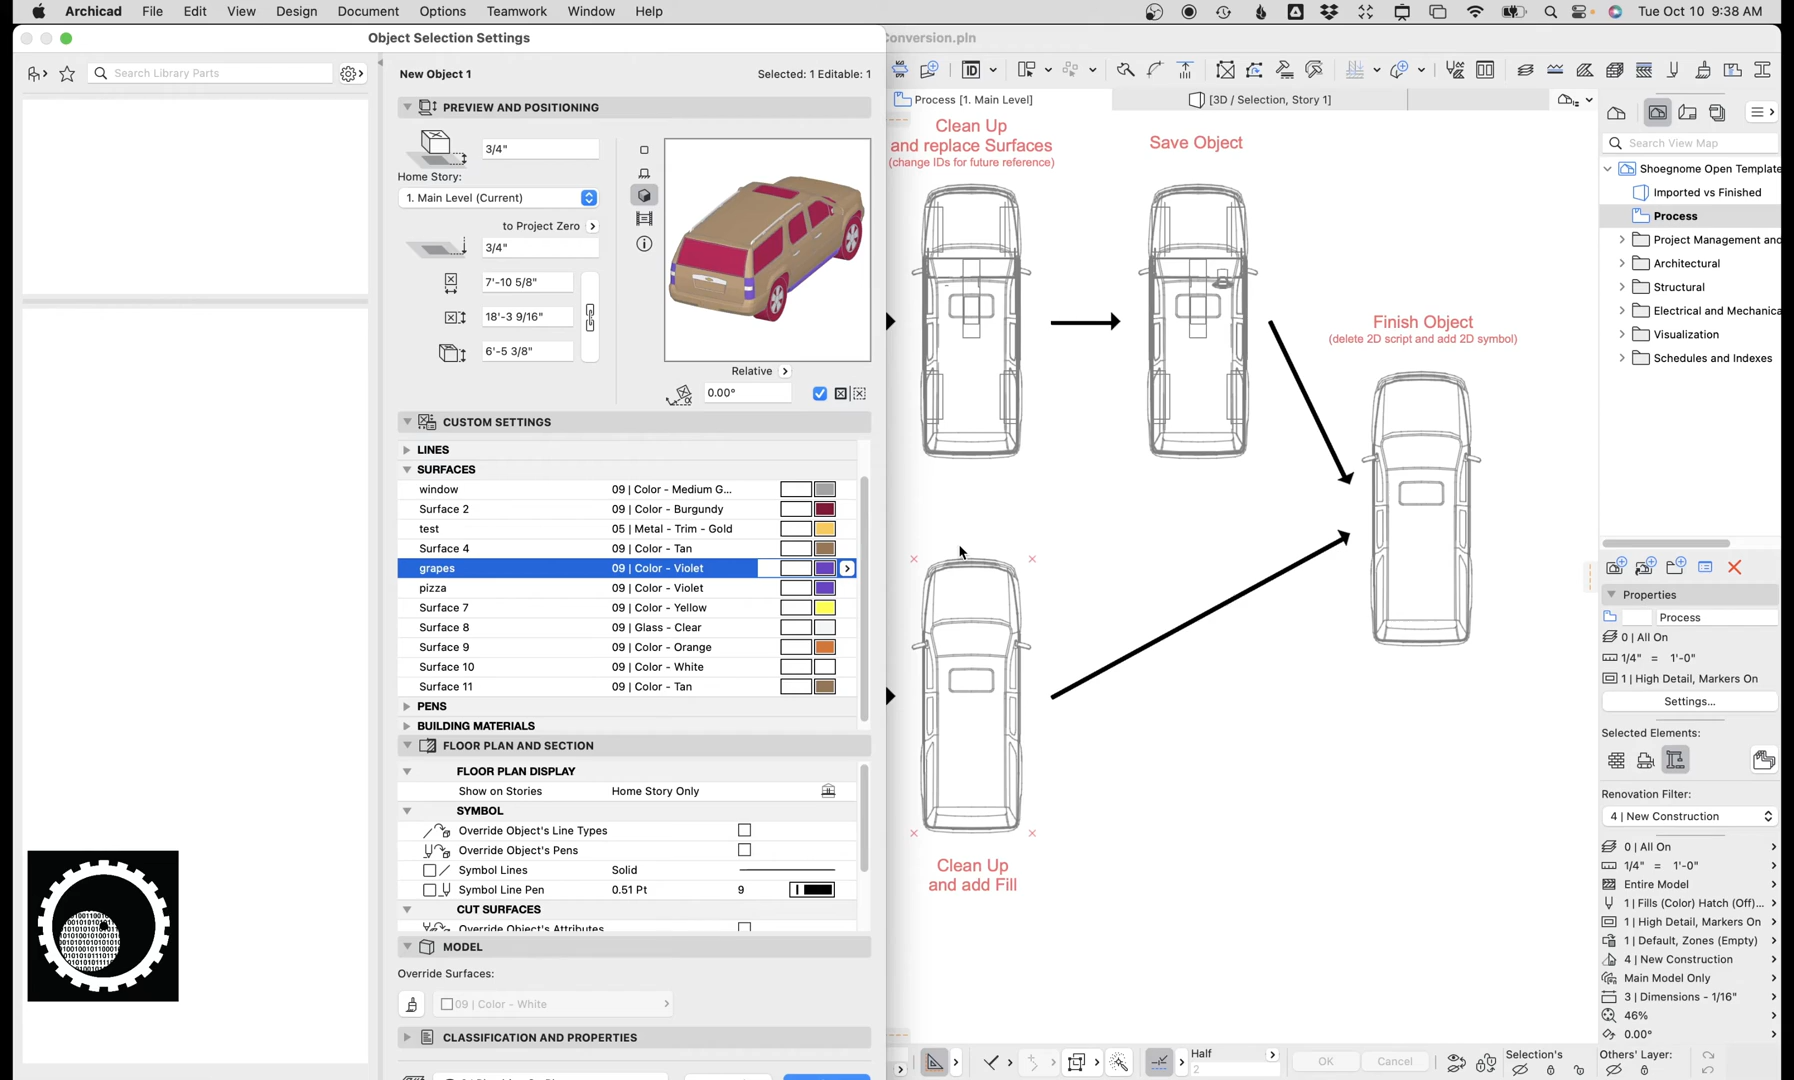 Archicad File Edit View Design Document Options Teamwork Window Help
Tue Oct 10 9:38 AM
Object Selection Settings
Conversion.pln
Search Library Parts
New Object 1
Selected: 1 Editable: 1
PREVIEW AND POSITIONING
3/4"
Home Story:
1. Main Level (Current)
to Project Zero
3/4"
7'-10 5/8"
18'-3 9/16"
6'-5 3/8"
Relative
0.00°
CUSTOM SETTINGS
LINES
SURFACES
window 09 | Color - Medium G...
Surface 2 09 | Color - Burgundy
test 05 | Metal - Trim - Gold
Surface 4 09 | Color - Tan
grapes 09 | Color - Violet
pizza 09 | Color - Violet
Surface 7 09 | Color - Yellow
Surface 8 09 | Glass - Clear
Surface 9 09 | Color - Orange
Surface 10 09 | Color - White
Surface 11 09 | Color - Tan
PENS
BUILDING MATERIALS
FLOOR PLAN AND SECTION
FLOOR PLAN DISPLAY
Show on Stories Home Story Only
SYMBOL
Override Object's Line Types
Override Object's Pens
Symbol Lines Solid
Symbol Line Pen 0.51 Pt 9
CUT SURFACES
Override Object's Attributes
MODEL
Override Surfaces:
09 | Color - White
CLASSIFICATION AND PROPERTIES
ID
Process [1. Main Level]
[3D / Selection, Story 1]
Clean Up
and replace Surfaces
(change IDs for future reference)
Save Object
Finish Object
(delete 2D script and add 2D symbol)
Clean Up
and add Fill
Half
2
OK
Cancel
Selection's
Others' Layer:
Search View Map
Shoegnome Open Template
Imported vs Finished
Process
Project Management and
Architectural
Structural
Electrical and Mechanica
Visualization
Schedules and Indexes
Properties
Process
0 | All On
1/4" = 1'-0"
1 | High Detail, Markers On
Settings...
Selected Elements:
Renovation Filter:
4 | New Construction
0 | All On
1/4" = 1'-0"
Entire Model
1 | Fills (Color) Hatch (Off)...
1 | High Detail, Markers On
1 | Default, Zones (Empty)
4 | New Construction
Main Model Only
3 | Dimensions - 1/16"
46%
0.00°